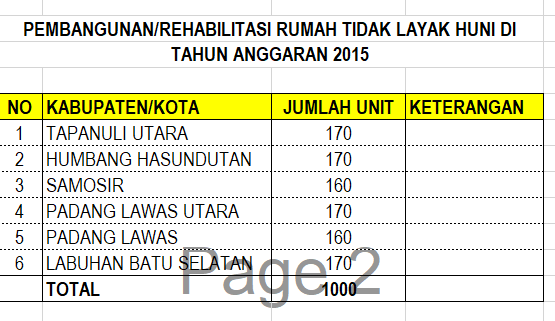 PEMBANGUNAN/REHABILITASI RUMAH TIDAK LAYAK HUNI DI
TAHUN ANGGARAN 2015
NO KABUPATEN/KOTA JUMLAH UNIT KETERANGAN
1 TAPANULI UTARA 170
2 HUMBANG HASUNDUTAN 170
3 SAMOSIR 160
4 PADANG LAWAS UTARA 170
5 PADANG LAWAS 160
6 LABUHAN BATU SELATAN 170
TOTAL 1000
Page 2